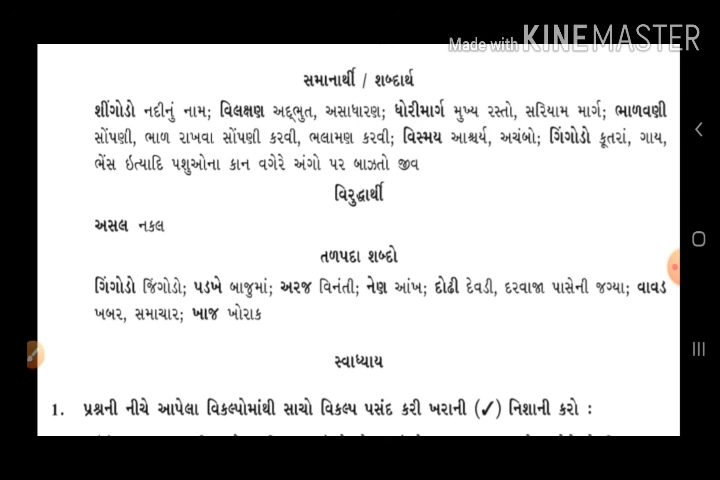 Made with KINEMASTER
સમાનાર્થી / શબ્દાર્થ
શીંગોડો નદીનું નામ; વિલક્ષણ અદ્ભુત, અસાધારણ; ધોરીમાર્ગ મુખ્ય રસ્તો, સરિયામ માર્ગ; ભાળવણી
સોંપણી, ભાળ રાખવા સોંપણી કરવી, ભલામણ કરવી; વિસ્મય આશ્ચર્ય, અચંબો; ગિંગોડો કૂતરાં, ગાય,
ભેંસ ઇત્યાદિ પશુઓના કાન વગેરે અંગો પર બાઝતો જીવ
વિરુદ્ધાર્થી
અસલ નકલ
તળપદા શબ્દો
ગિંગોડો જિંગોડો; પડખે બાજુમાં; અરજ વિનંતી; નેણ આંખ; દોઢી દેવડી, દરવાજા પાસેની જગ્યા; વાવડ
ખબર, સમાચાર; ખાજ ખોરાક
સ્વાધ્યાય
1. પ્રશ્નની નીચે આપેલા વિકલ્પોમાંથી સાચો વિકલ્પ પસંદ કરી ખરાની (✓) નિશાની કરો :